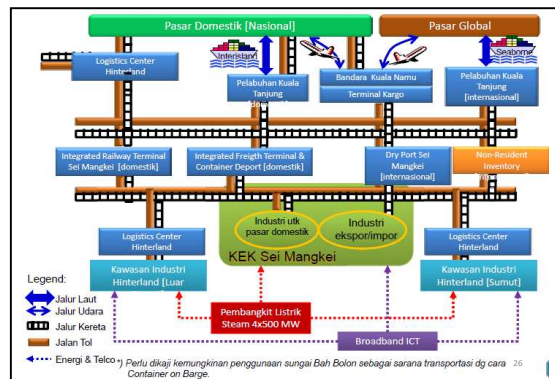 Pasar Domestik [Nasional]
Pasar Global
Interisland
Seaborne
Logistics Center
Hinterland
Pelabuhan Kuala
Tanjung
Bandara Kuala Namu
Terminal Kargo
Pelabuhan Kuala
Tanjung
[internasional]
Integrated Railway Terminal
Sei Mangkei [domestik]
Integrated Freigth Terminal &
Container Deport [domestik]
Dry Port Sei
Mangkei
[Internasional]
Non-Resident
Inventory
Industri utk
pasar domestik
Industri
ekspor/impor
KEK Sei Mangkei
Logistics Center
Hinterland
Logistics Center
Hinterland
Kawasan Industri
Hinterland [Luar
Kawasan Industri
Hinterland [Sumut]
Legend:
Jalur Laut
Jalur Udara
Jalur Kereta
Jalan Tol
Energi & Telco
Pembangkit Listrik
Steam 4x500 MW
Broadband ICT
*) Perlu dikaji kemungkinan penggunaan sungai Bah Bolon sebagai sarana transportasi dg cara
Container on Barge.
26